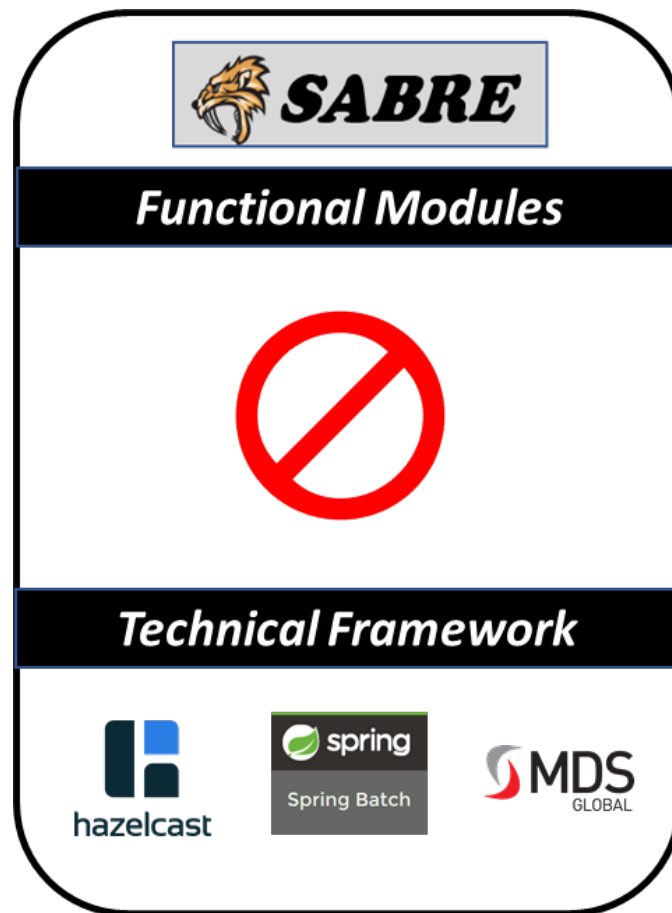 SABRE
Functional Modules
Technical Framework
hazelcast
spring
Spring Batch
MDS
GLOBAL